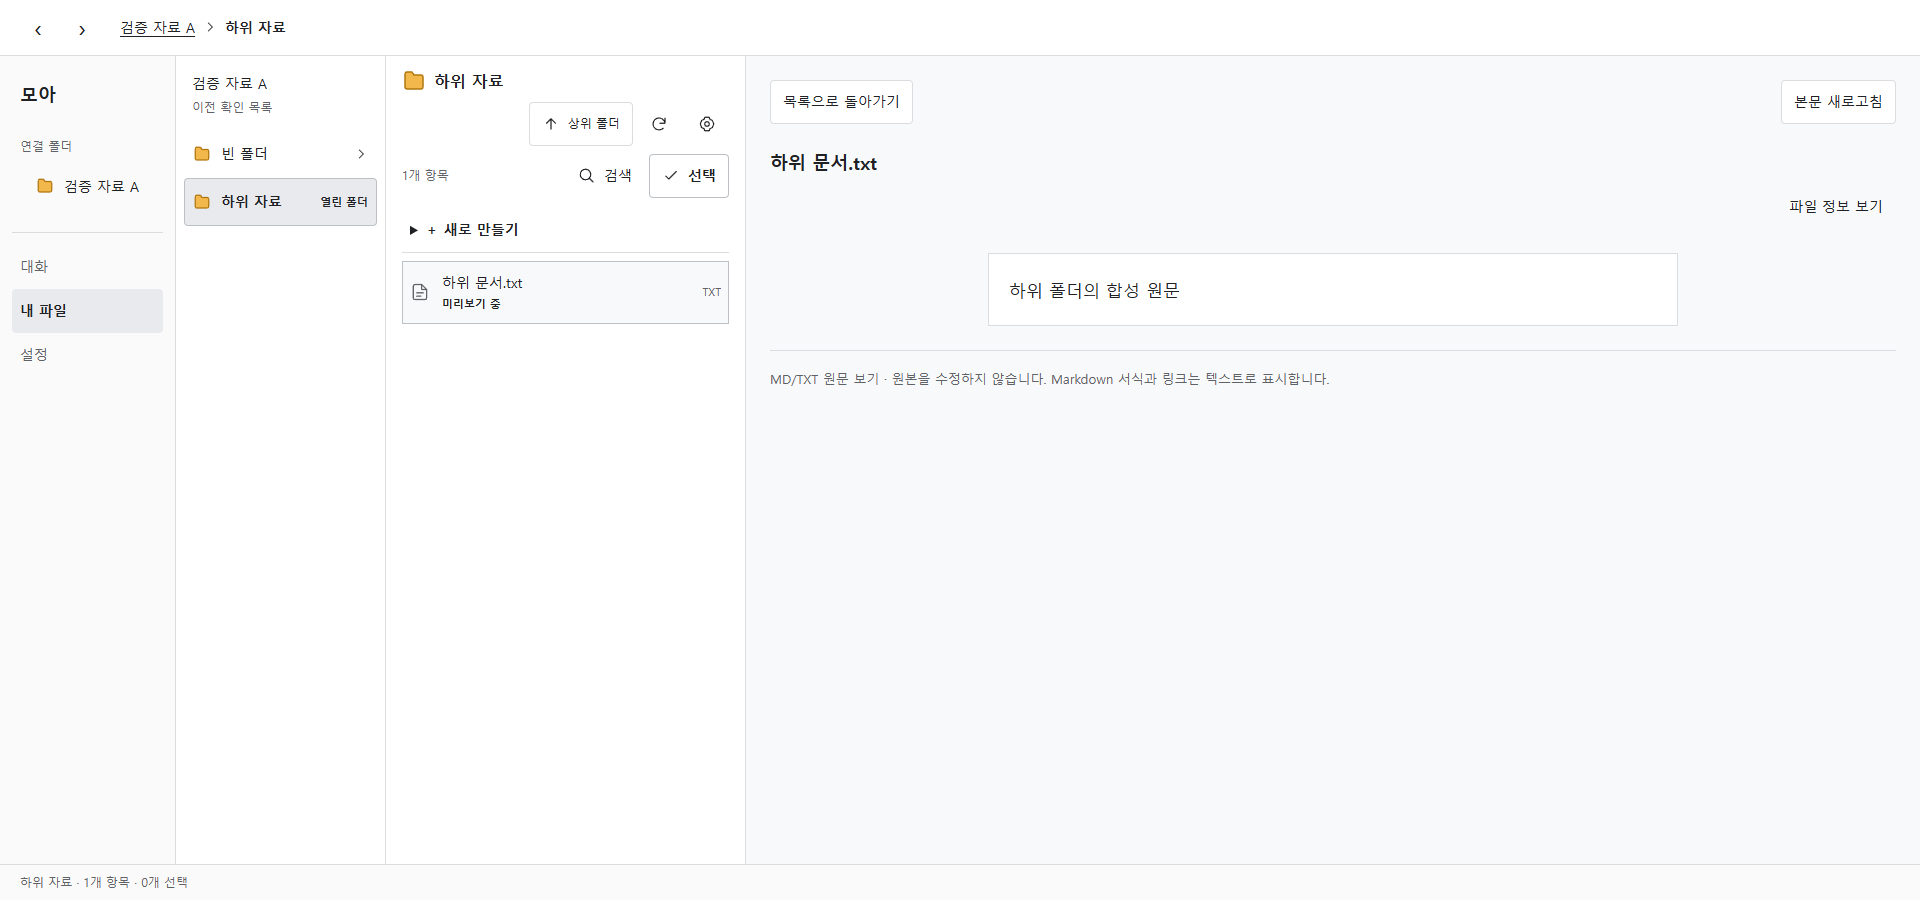 검증 자료 A > 하위 자료
모아
연결 폴더
검증 자료 A
대화
내 파일
설정
검증 자료 A
이전 확인 목록
빈 폴더
하위 자료 열린 폴더
하위 자료
상위 폴더
1개 항목 검색 선택
+ 새로 만들기
하위 문서.txt
미리보기 중
TXT
목록으로 돌아가기 본문 새로고침
하위 문서.txt
파일 정보 보기
하위 폴더의 합성 원문
MD/TXT 원문 보기 · 원본을 수정하지 않습니다. Markdown 서식과 링크는 텍스트로 표시합니다.
하위 자료 · 1개 항목 · 0개 선택